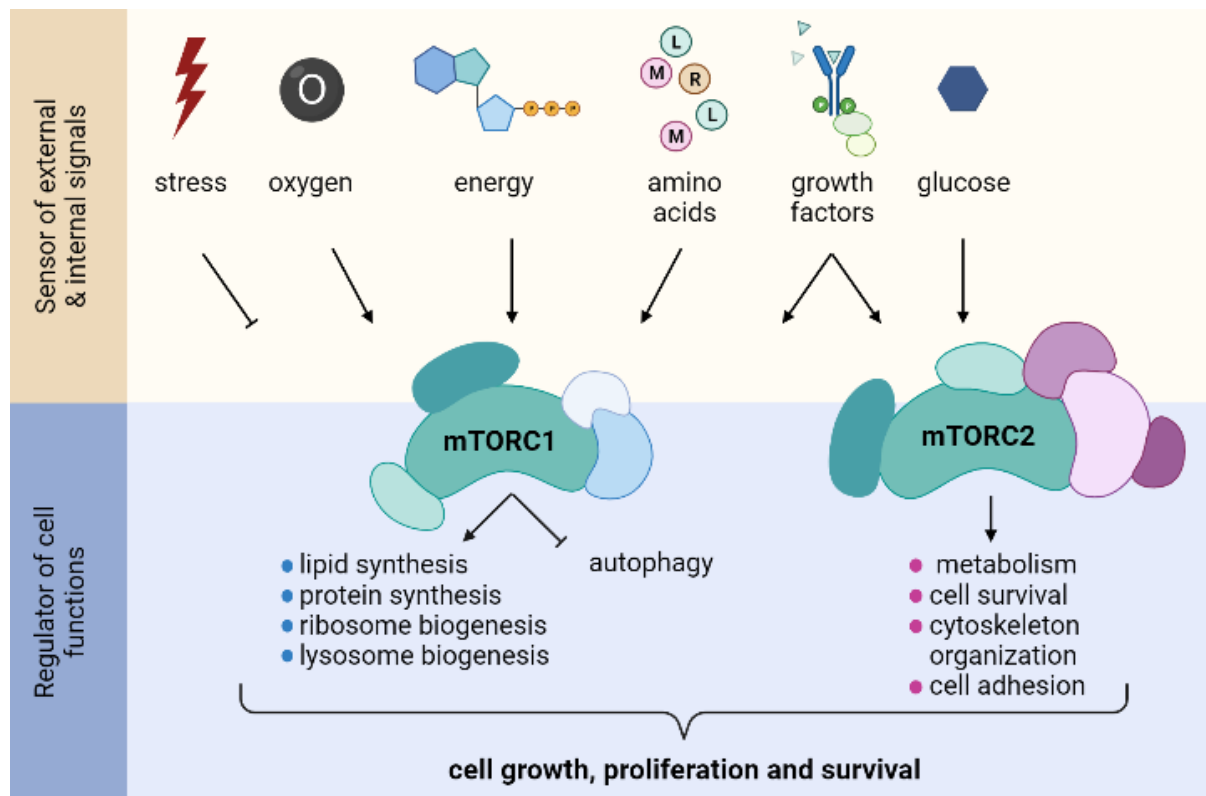 Sensor of external
& internal signals
O
P P P
L
M
R
L
M
P
P
stress
oxygen
energy
amino
acids
growth
factors
glucose
mTORC1
mTORC2
Regulator of cell
functions
lipid synthesis
protein synthesis
ribosome biogenesis
lysosome biogenesis
autophagy
metabolism
cell survival
cytoskeleton
organization
cell adhesion
cell growth, proliferation and survival